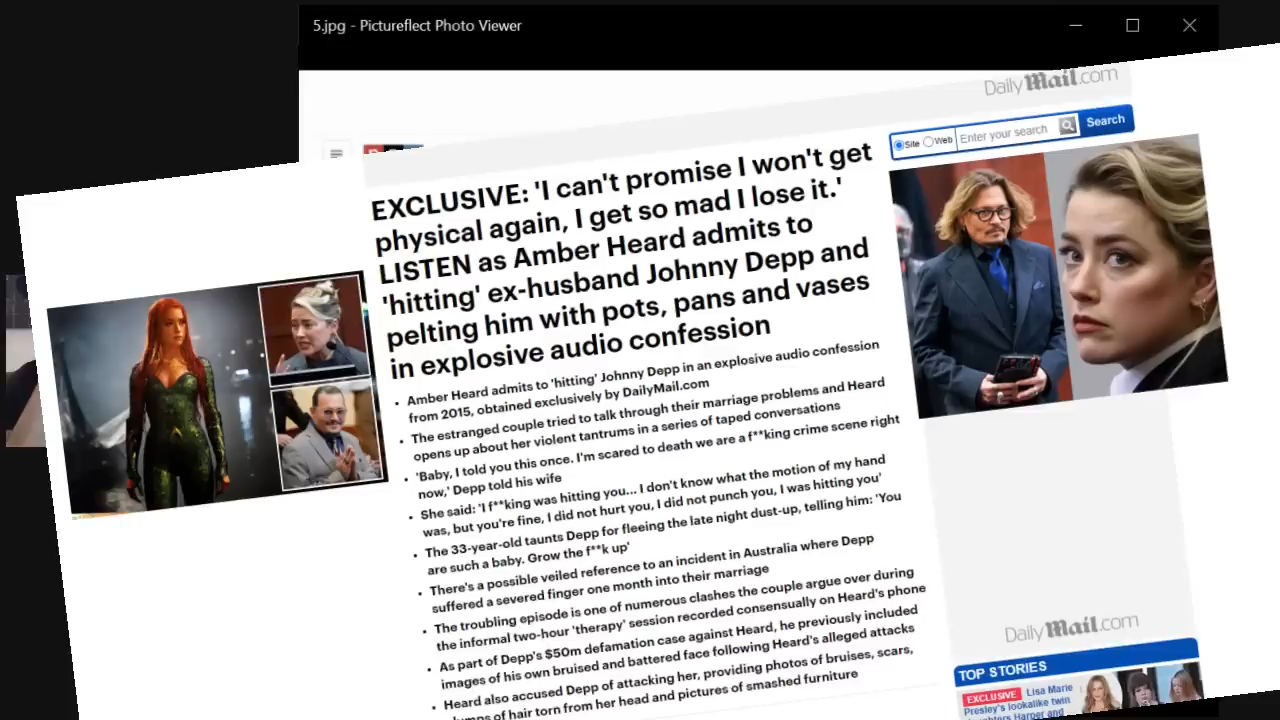 5.jpg - Pictureflect Photo Viewer
DailyMail.com
Site Web Enter your search Search
EXCLUSIVE: 'I can't promise I won't get
physical again, I get so mad I lose it.'
LISTEN as Amber Heard admits to
'hitting' ex-husband Johnny Depp and
pelting him with pots, pans and vases
in explosive audio confession
• Amber Heard admits to 'hitting' Johnny Depp in an explosive audio confession
from 2015, obtained exclusively by DailyMail.com
• The estranged couple tried to talk through their marriage problems and Heard
opens up about her violent tantrums in a series of taped conversations
• 'Baby, I told you this once. I'm scared to death we are a f**king crime scene right
now,' Depp told his wife
• She said: 'I f**king was hitting you... I don't know what the motion of my hand
was, but you're fine, I did not hurt you, I did not punch you, I was hitting you'
• The 33-year-old taunts Depp for fleeing the late night dust-up, telling him: 'You
are such a baby. Grow the f**k up'
• There's a possible veiled reference to an incident in Australia where Depp
suffered a severed finger one month into their marriage
• The troubling episode is one of numerous clashes the couple argue over during
the informal two-hour 'therapy' session recorded consensually on Heard's phone
• As part of Depp's $50m defamation case against Heard, he previously included
images of his own bruised and battered face following Heard's alleged attacks
• Heard also accused Depp of attacking her, providing photos of bruises, scars,
lumps of hair torn from her head and pictures of smashed furniture
DailyMail.com
TOP STORIES
EXCLUSIVE Lisa Marie
Presley's lookalike twin
daughters Harper and